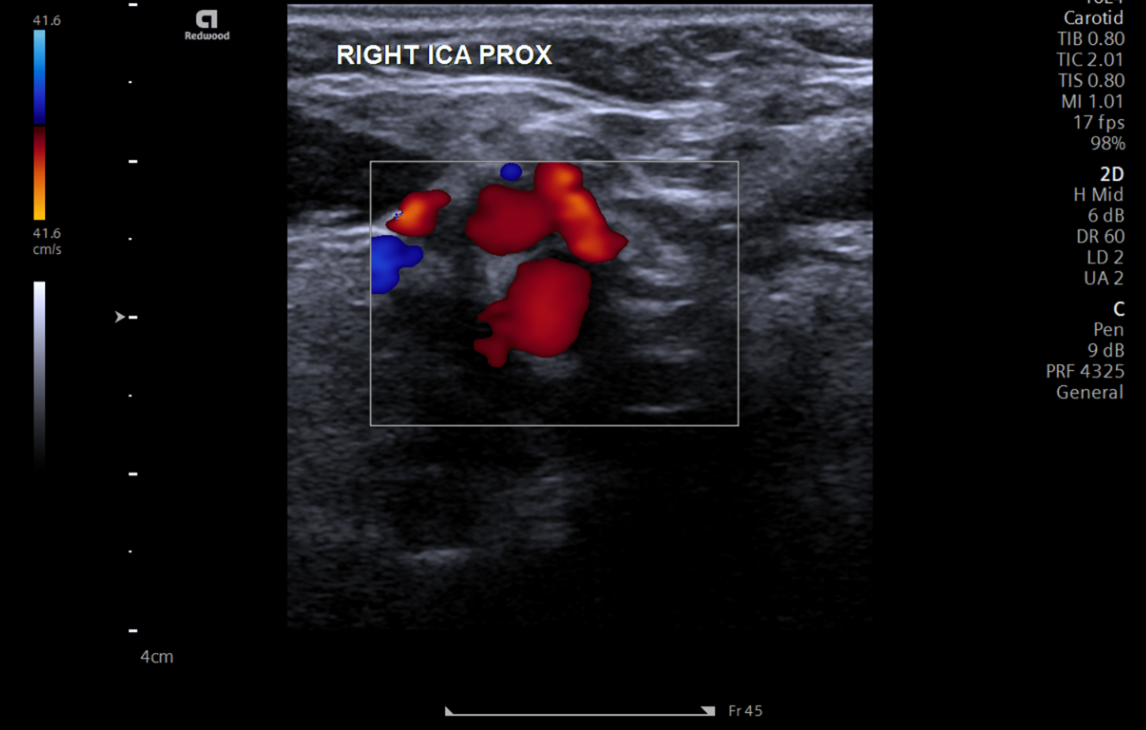 41.6
41.6
cm/s
Redwood
RIGHT ICA PROX
Carotid
TIB 0.80
TIC 2.01
TIS 0.80
MI 1.01
17 fps
98%
2D
H Mid
6 dB
DR 60
LD 2
UA 2
C
Pen
9 dB
PRF 4325
General
4cm
Fr 45